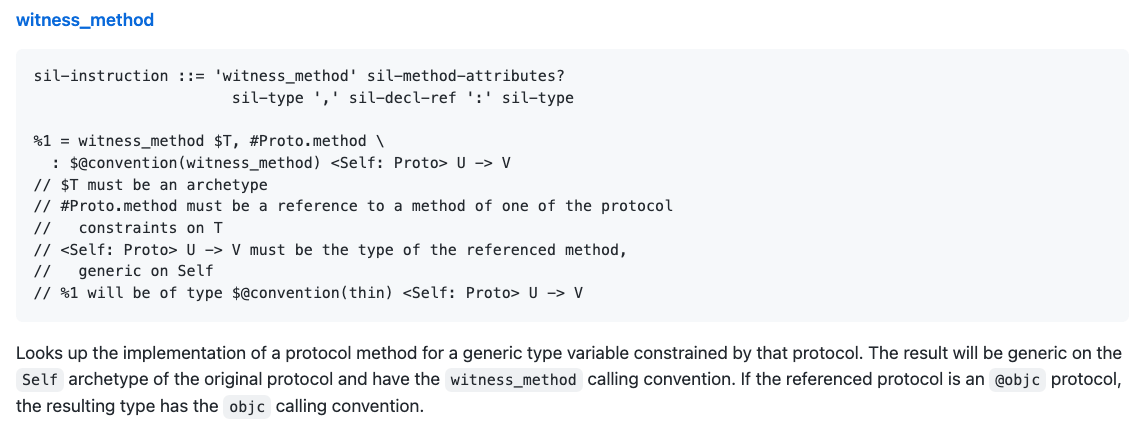 witness_method
sil-instruction ::= 'witness_method' sil-method-attributes?
                      sil-type ',' sil-decl-ref ':' sil-type
%1 = witness_method $T, #Proto.method \
  : $@convention(witness_method) <Self: Proto> U -> V
// $T must be an archetype
// #Proto.method must be a reference to a method of one of the protocol
//   constraints on T
// <Self: Proto> U -> V must be the type of the referenced method,
//   generic on Self
// %1 will be of type $@convention(thin) <Self: Proto> U -> V
Looks up the implementation of a protocol method for a generic type variable constrained by that protocol. The result will be generic on the
Self archetype of the original protocol and have the witness_method calling convention. If the referenced protocol is an @objc protocol,
the resulting type has the objc calling convention.